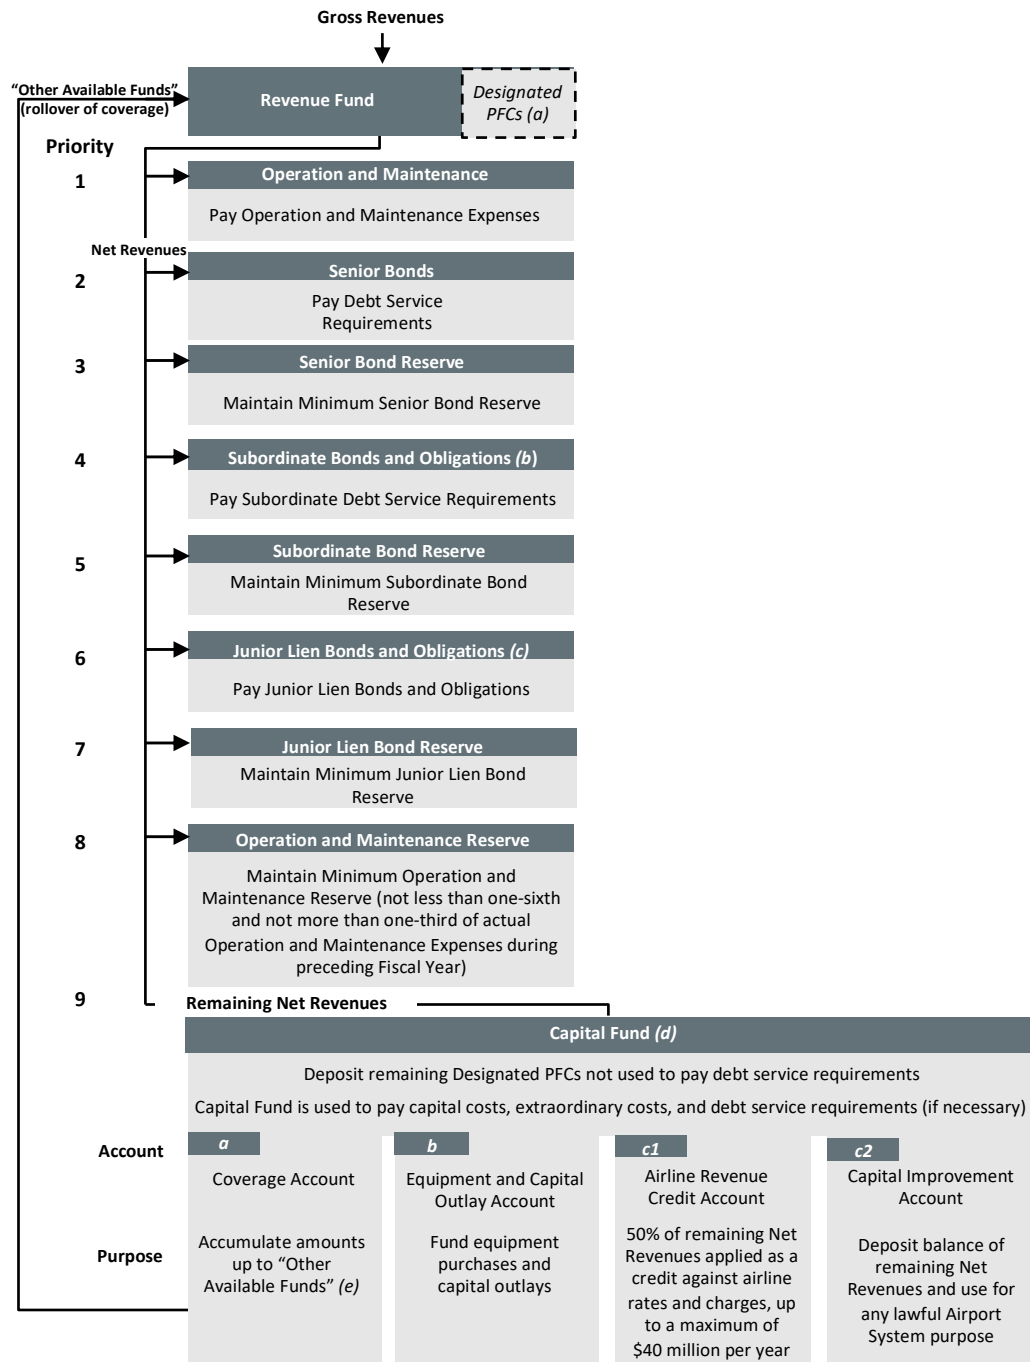 Gross Revenues
“Other Available Funds”
(rollover of coverage)
Revenue Fund
Designated
PFCs (a)
Priority
1
Operation and Maintenance
Pay Operation and Maintenance Expenses
Net Revenues
2
Senior Bonds
Pay Debt Service
Requirements
3
Senior Bond Reserve
Maintain Minimum Senior Bond Reserve
4
Subordinate Bonds and Obligations (b)
Pay Subordinate Debt Service Requirements
5
Subordinate Bond Reserve
Maintain Minimum Subordinate Bond
Reserve
6
Junior Lien Bonds and Obligations (c)
Pay Junior Lien Bonds and Obligations
7
Junior Lien Bond Reserve
Maintain Minimum Junior Lien Bond
Reserve
8
Operation and Maintenance Reserve
Maintain Minimum Operation and
Maintenance Reserve (not less than one-sixth
and not more than one-third of actual
Operation and Maintenance Expenses during
preceding Fiscal Year)
9
Remaining Net Revenues
Capital Fund (d)
Deposit remaining Designated PFCs not used to pay debt service requirements
Capital Fund is used to pay capital costs, extraordinary costs, and debt service requirements (if necessary)
Account
a
Coverage Account
b
Equipment and Capital
Outlay Account
c1
Airline Revenue
Credit Account
c2
Capital Improvement
Account
Purpose
Accumulate amounts
up to “Other
Available Funds” (e)
Fund equipment
purchases and
capital outlays
50% of remaining Net
Revenues applied as a
credit against airline
rates and charges, up
to a maximum of
$40 million per year
Deposit balance of
remaining Net
Revenues and use for
any lawful Airport
System purpose